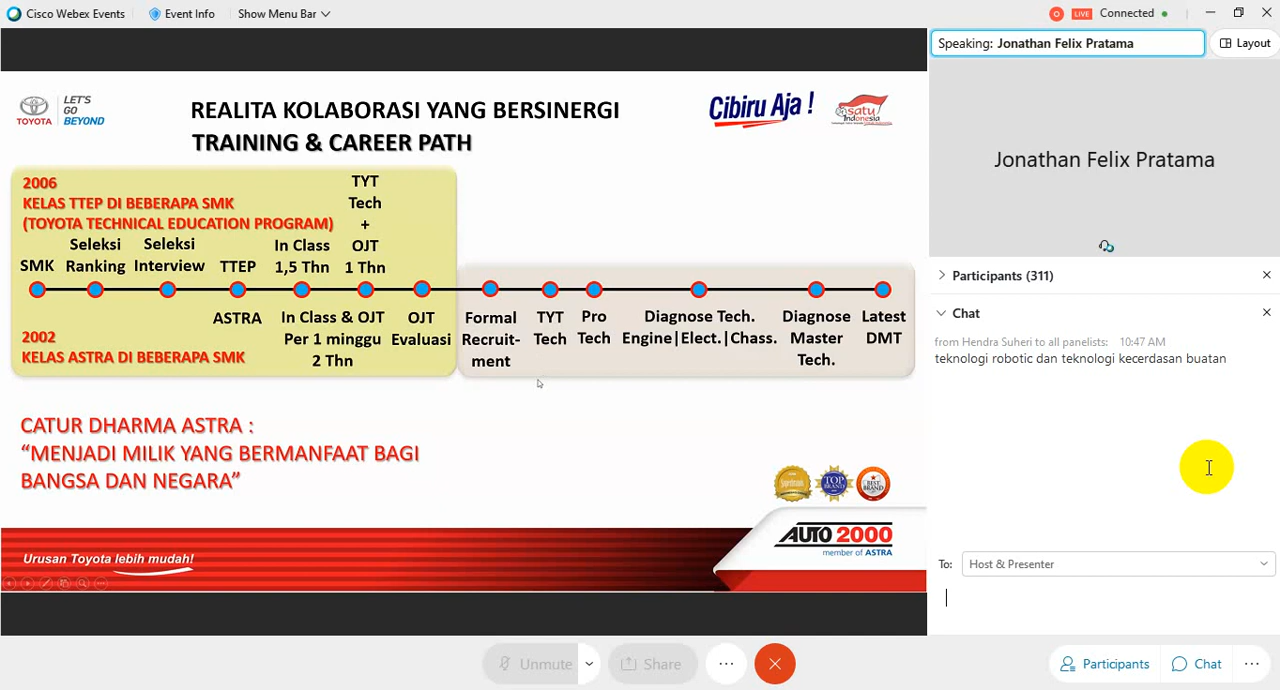 Cisco Webex Events
Event Info
Show Menu Bar
LIVE
Connected
Speaking: Jonathan Felix Pratama
Layout
TOYOTA
LET'S
GO
BEYOND
REALITA KOLABORASI YANG BERSINERGI
TRAINING & CAREER PATH
Cibiru Aja !
satu
Indonesia
Jonathan Felix Pratama
2006
KELAS TTEP DI BEBERAPA SMK
(TOYOTA TECHNICAL EDUCATION PROGRAM)
SMK
Seleksi
Ranking
Seleksi
Interview
TTEP
In Class
1,5 Thn
TYT
Tech
+
OJT
1 Thn
ASTRA
In Class & OJT
Per 1 minggu
2 Thn
OJT
Evaluasi
2002
KELAS ASTRA DI BEBERAPA SMK
Formal
Recruit-
ment
TYT
Tech
Pro
Tech
Diagnose Tech.
Engine|Elect.|Chass.
Diagnose
Master
Tech.
Latest
DMT
CATUR DHARMA ASTRA :
“MENJADI MILIK YANG BERMANFAAT BAGI
BANGSA DAN NEGARA”
Superbrands
TOP
BRAND
BEST
BRAND
AUTO 2000
member of ASTRA
Urusan Toyota lebih mudah!
Participants (311)
Chat
from Hendra Suheri to all panelists: 10:47 AM
teknologi robotic dan teknologi kecerdasan buatan
To: Host & Presenter
Unmute
Share
Participants
Chat